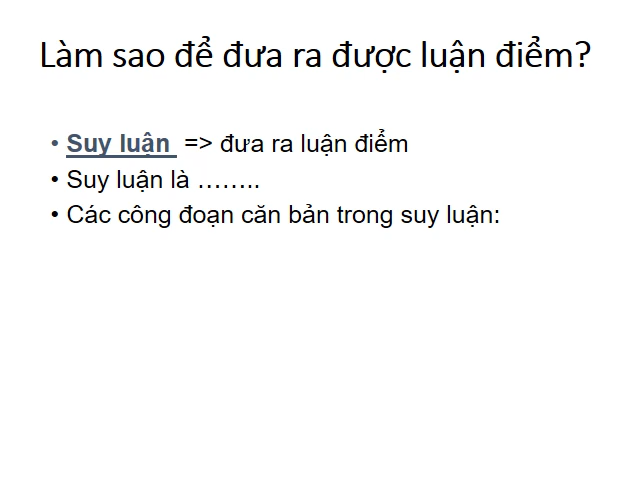 Làm sao để đưa ra được luận điểm?
• Suy luận => đưa ra luận điểm
• Suy luận là ……..
• Các công đoạn căn bản trong suy luận: